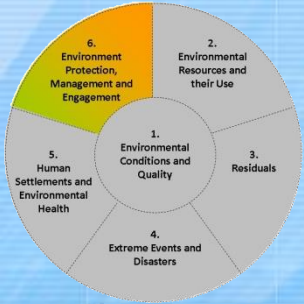 1.
Environmental
Conditions and
Quality
2.
Environmental
Resources and
their Use
3.
Residuals
4.
Extreme Events and
Disasters
5.
Human
Settlements and
Environmental
Health
6.
Environment
Protection,
Management and
Engagement